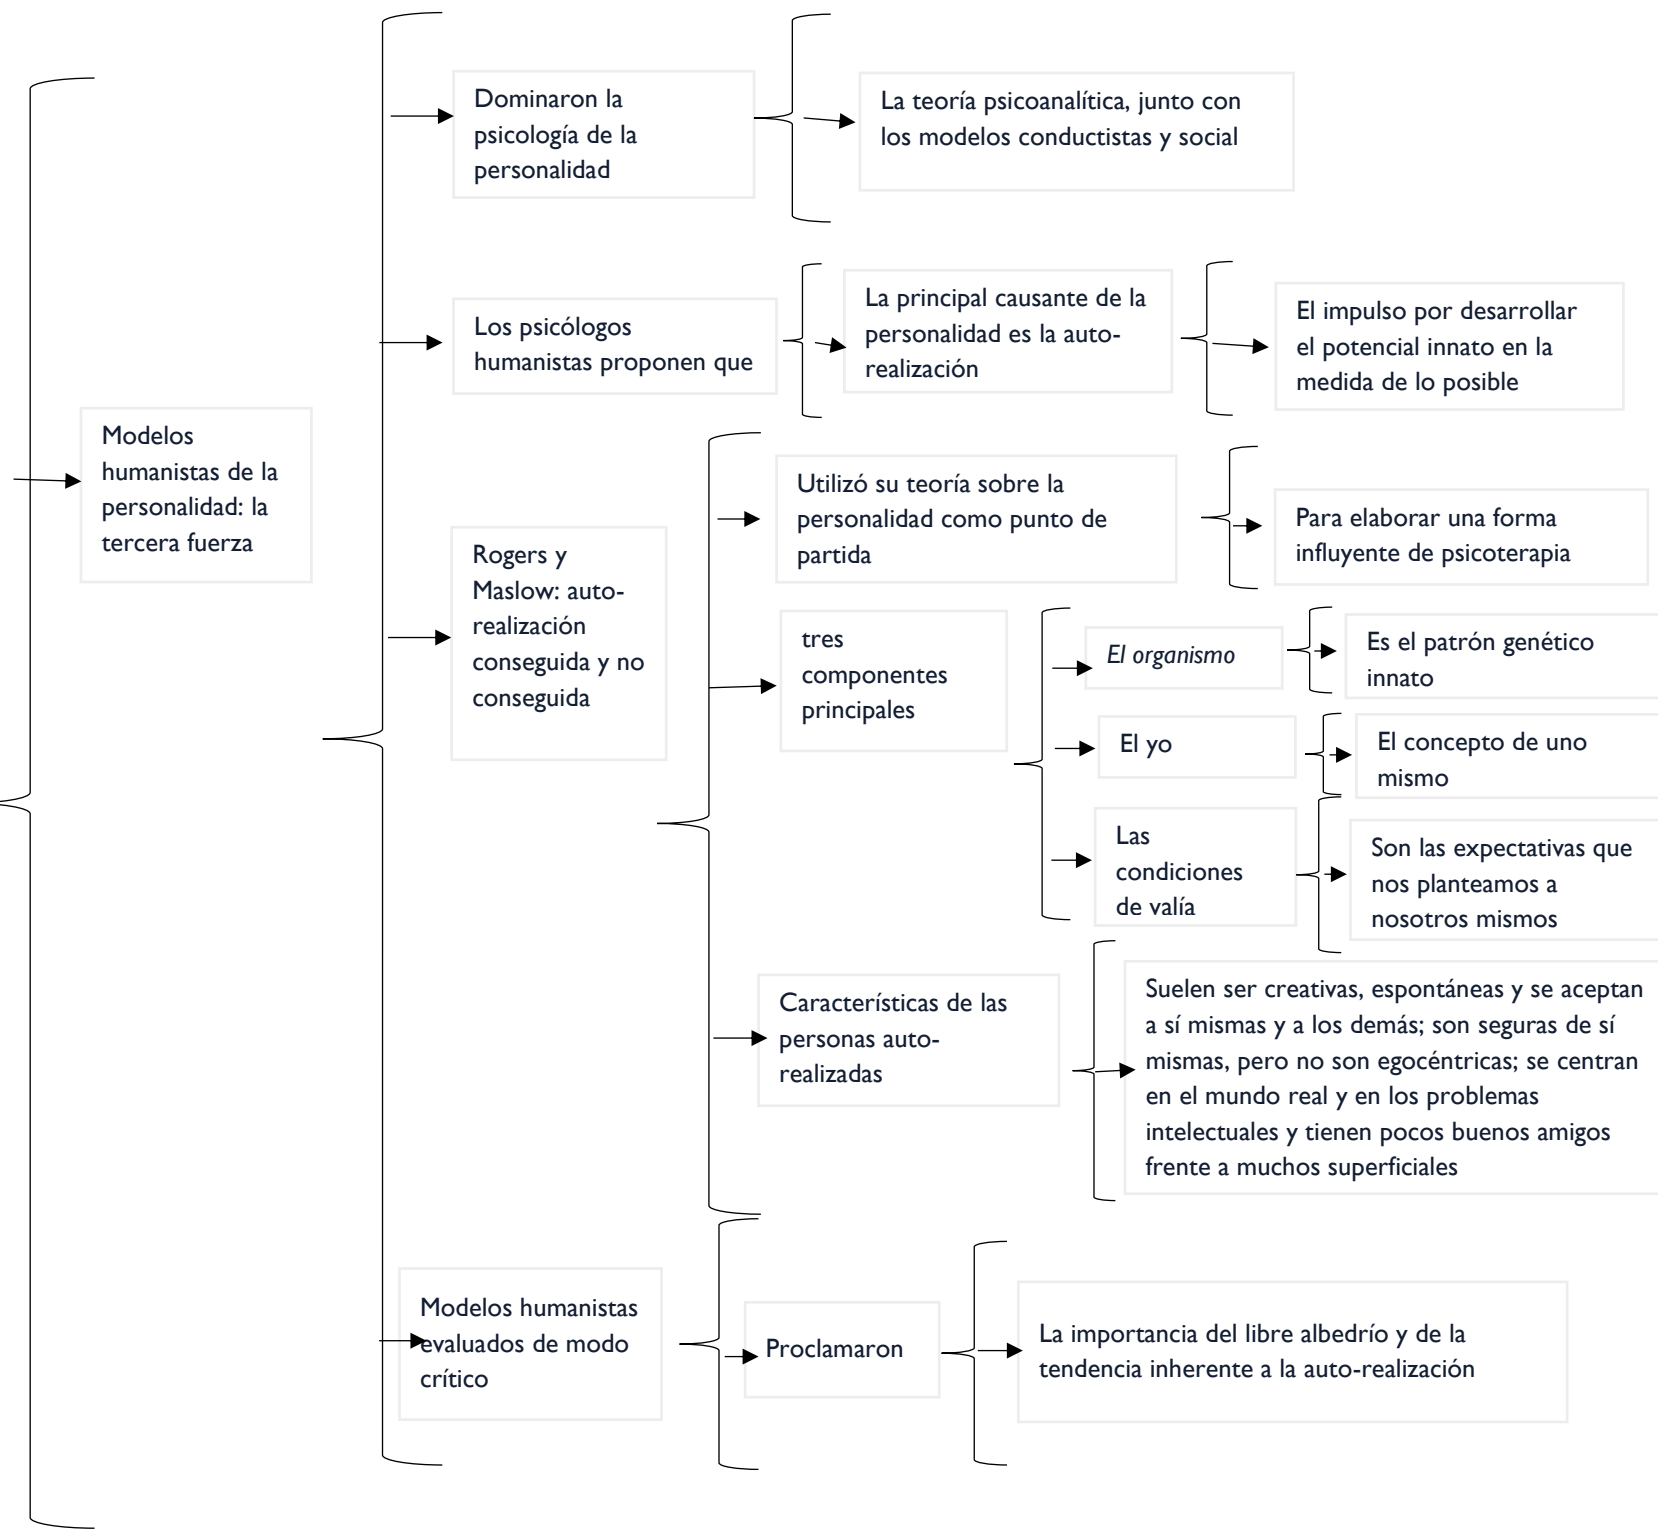 Modelos
humanistas de la
personalidad: la
tercera fuerza
Dominaron la
psicología de la
personalidad
La teoría psicoanalítica, junto con
los modelos conductistas y social
Los psicólogos
humanistas proponen que
La principal causante de la
personalidad es la auto-
realización
El impulso por desarrollar
el potencial innato en la
medida de lo posible
Rogers y
Maslow: auto-
realización
conseguida y no
conseguida
Utilizó su teoría sobre la
personalidad como punto de
partida
Para elaborar una forma
influyente de psicoterapia
tres
componentes
principales
El organismo
Es el patrón genético
innato
El yo
El concepto de uno
mismo
Las
condiciones
de valía
Son las expectativas que
nos planteamos a
nosotros mismos
Característicás de las
personas auto-
realizadas
Suelen ser creativas, espontáneas y se aceptan
a sí mismas y a los demás; son seguras de sí
mismas, pero no son egocéntricas; se centran
en el mundo real y en los problemas
intelectuales y tienen pocos buenos amigos
frente a muchos superficiales
Modelos humanistas
evaluados de modo
crítico
Proclamaron
La importancia del libre albedrío y de la
tendencia inherente a la auto-realización